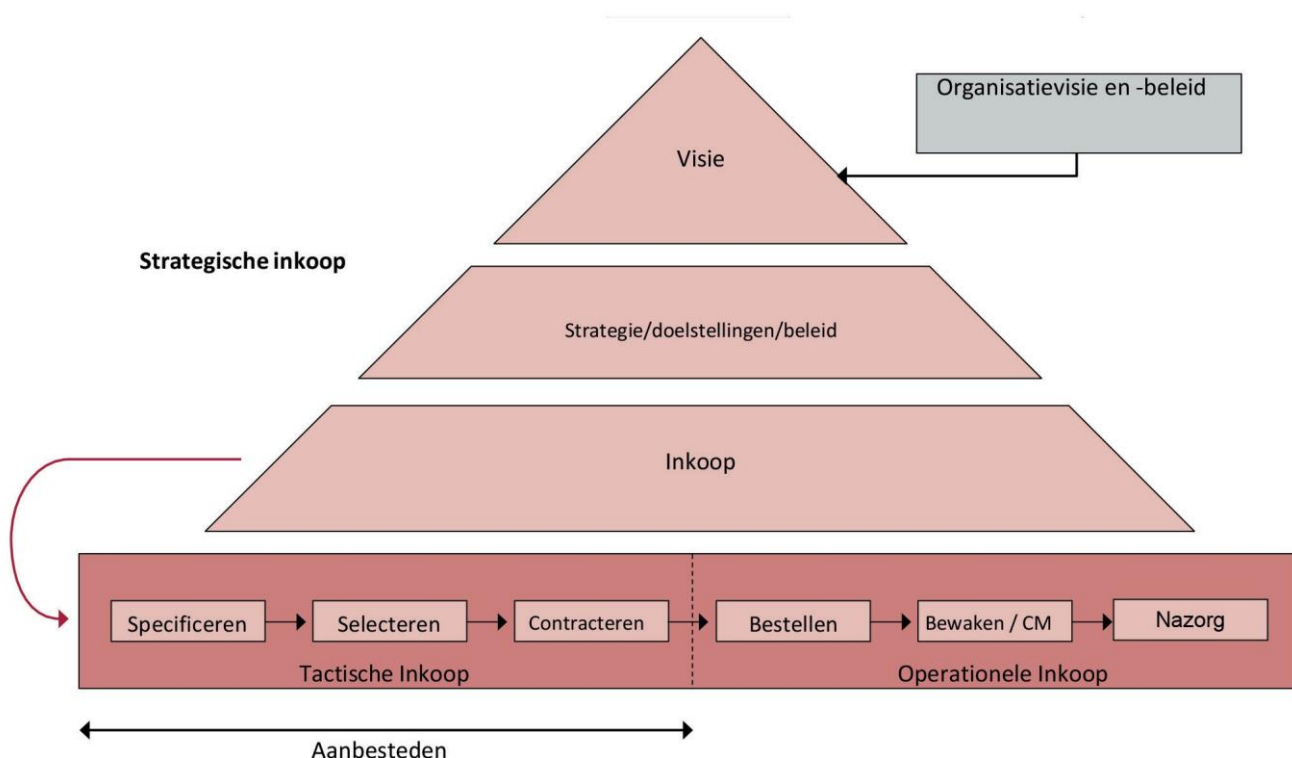 Organisatievisie en -beleid
Visie
Strategische inkoop
Strategie/doelstellingen/beleid
Inkoop
Specificeren
Selecteren
Contracteren
Bestellen
Bewaken / CM
Nazorg
Tactische Inkoop
Operationele Inkoop
Aanbesteden